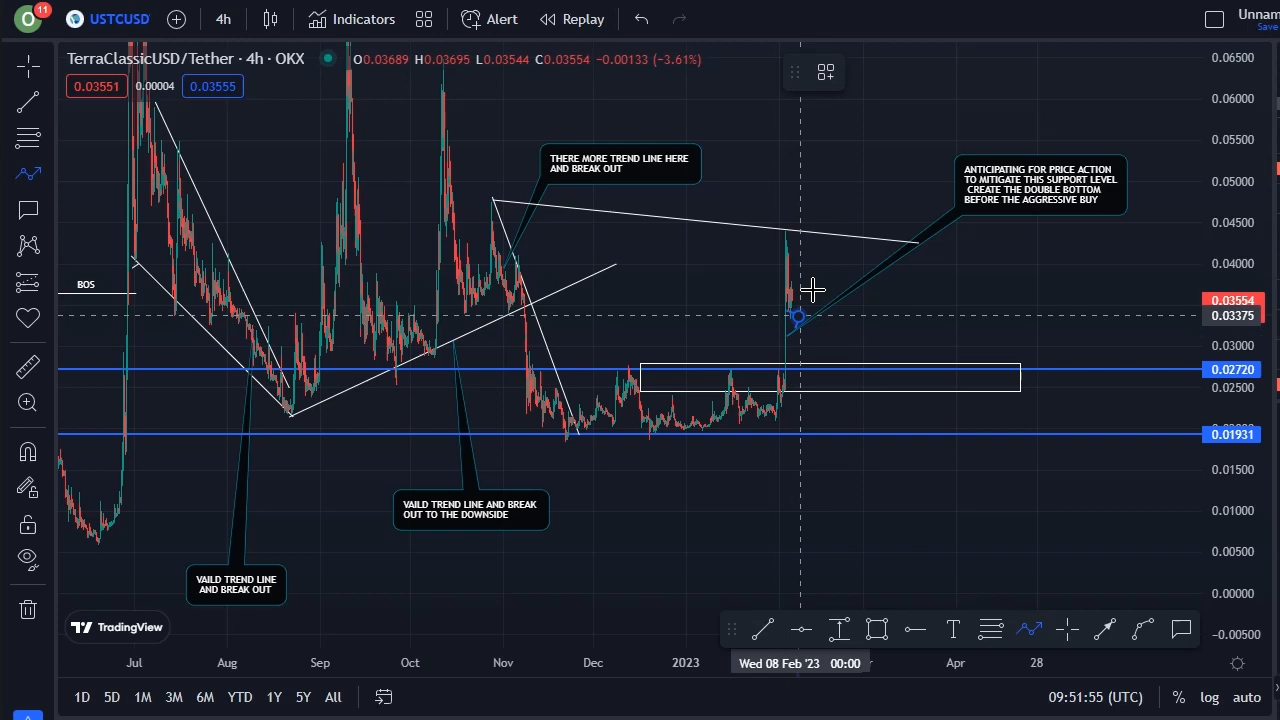 O
11
USTCUSD
4h
Indicators
Alert
Replay
Unnam
Save
TerraClassicUSD/Tether · 4h · OKX
O0.03689 H0.03695 L0.03544 C0.03554 −0.00133 (−3.61%)
0.03551
0.00004
0.03555
THERE MORE TREND LINE HERE
AND BREAK OUT
ANTICIPATING FOR PRICE ACTION
TO MITIGATE THIS SUPPORT LEVEL
CREATE THE DOUBLE BOTTOM
BEFORE THE AGGRESSIVE BUY
BOS
VAILD TREND LINE AND BREAK
OUT TO THE DOWNSIDE
VAILD TREND LINE
AND BREAK OUT
0.06500
0.06000
0.05500
0.05000
0.04500
0.04000
0.03554
0.03375
0.03000
0.02720
0.02500
0.01931
0.01500
0.01000
0.00500
0.00000
−0.00500
TradingView
Jul
Aug
Sep
Oct
Nov
Dec
2023
Wed 08 Feb '23 00:00
Apr
28
1D
5D
1M
3M
6M
YTD
1Y
5Y
All
09:51:55 (UTC)
%
log
auto